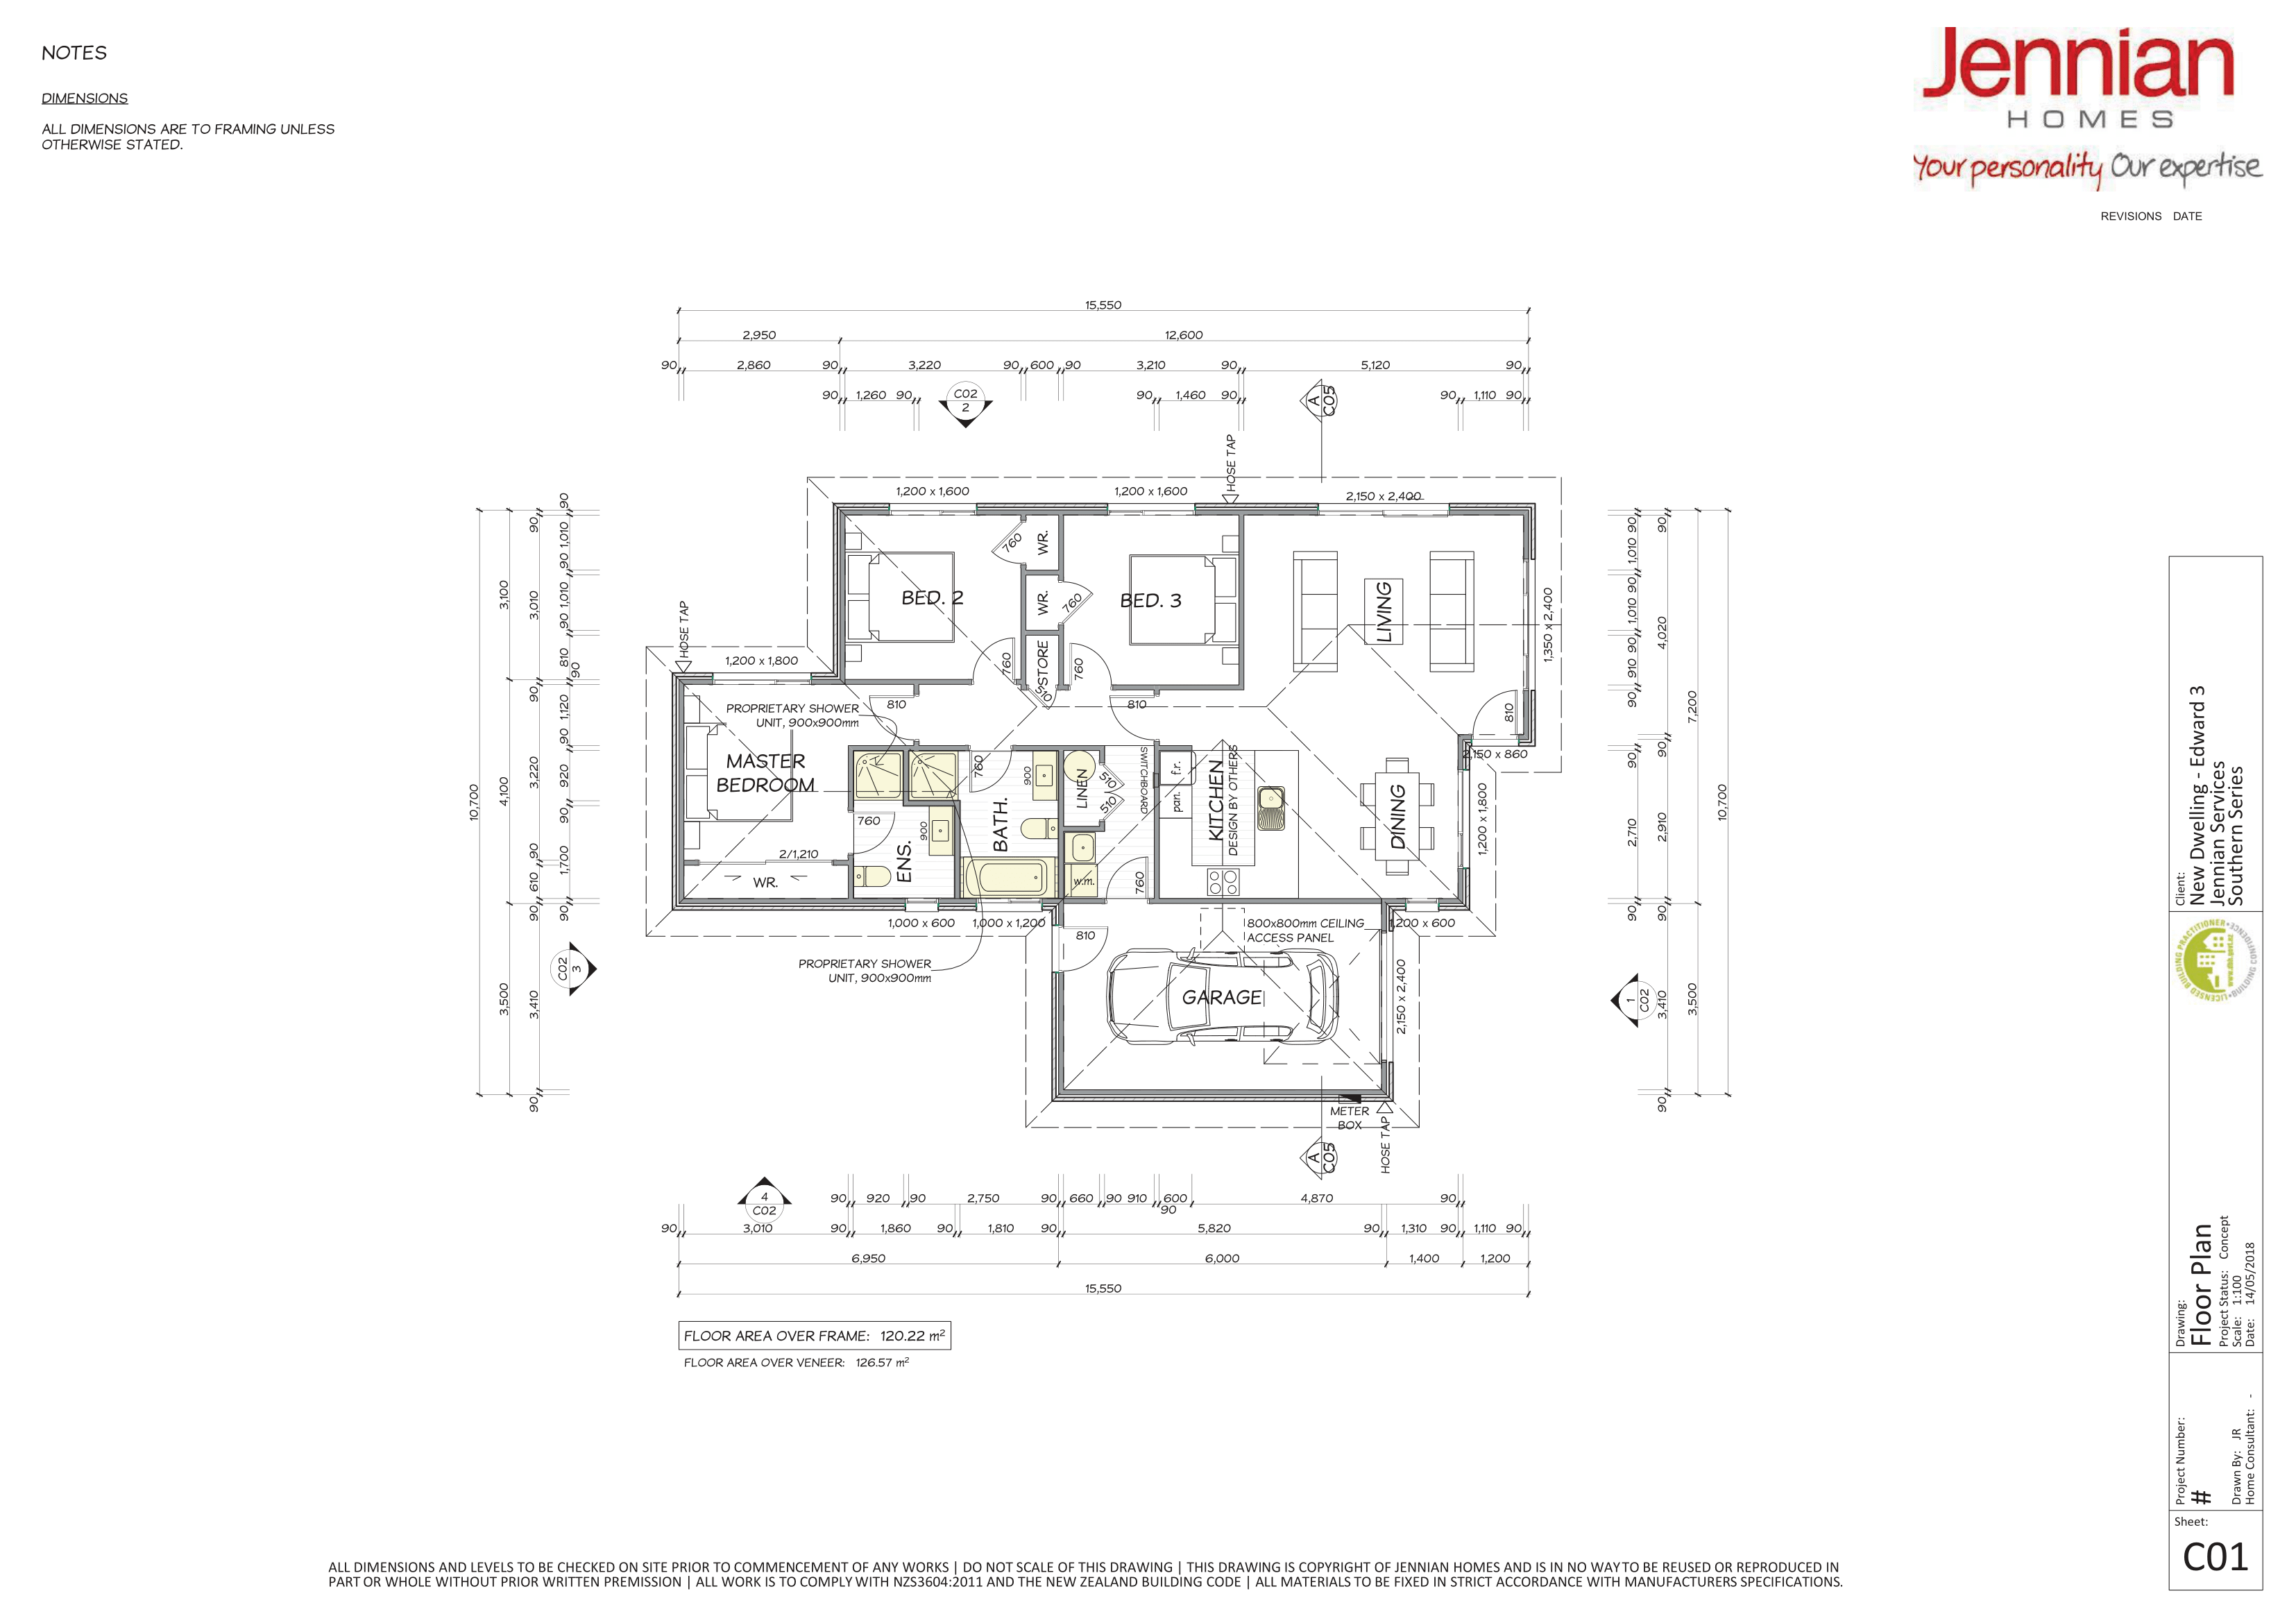 NOTES
DIMENSIONS
ALL DIMENSIONS ARE TO FRAMING UNLESS
OTHERWISE STATED.
Jennian
HOMES
Your personality Our expertise
REVISIONS DATE
15,550
2,950 12,600
90 2,860 90 3,220 90 600 90 3,210 90 5,120 90
90 1,260 90 90 1,460 90 90 1,110 90
C02
2
A
C05
HOSE TAP
1,200 x 1,600
1,200 x 1,600
2,150 x 2,400
10,700
3,100
4,100
3,500
90
3,010
90
3,220
90
610
90
3,410
90
90
1,010
90
1,010
90
810
90
1,120
90
920
90
1,700
90
760
WR.
BED. 2
WR.
760
BED. 3
LIVING
1,350 x 2,400
HOSE TAP
1,200 x 1,800
760
STORE
510
760
810
810
810
PROPRIETARY SHOWER
UNIT, 900x900mm
2,150 x 860
MASTER
BEDROOM
760
900
LINEN
510
510
SWITCHBOARD
f.r.
pan.
KITCHEN
DESIGN BY OTHERS
DINING
1,200 x 1,800
760
900
ENS.
BATH.
2/1,210
WR.
w.m.
760
1,000 x 600
1,000 x 1,200
810
800x800mm CEILING
ACCESS PANEL
1,200 x 600
PROPRIETARY SHOWER
UNIT, 900x900mm
GARAGE
2,150 x 2,400
C02
3
1
C02
METER
BOX
HOSE TAP
A
C05
90
1,010
90
1,010
90
910
90
90
2,710
90
90
4,020
90
2,910
90
3,410
90
7,200
3,500
10,700
4
C02
90 920 90 2,750 90 660 90 910 600 4,870 90
90
90 3,010 90 1,860 90 1,810 90 5,820 90 1,310 90 1,110 90
6,950 6,000 1,400 1,200
15,550
FLOOR AREA OVER FRAME: 120.22 m²
FLOOR AREA OVER VENEER: 126.57 m²
Client:
New Dwelling - Edward 3
Jennian Services
Southern Series
LICENSED BUILDING PRACTITIONER
BUILDING CONFIDENCE
www.dbh.govt.nz
Drawing:
Floor Plan
Project Status: Concept
Scale: 1:100
Date: 14/05/2018
Project Number:
#
Drawn By: JR
Home Consultant: -
Sheet:
C01
ALL DIMENSIONS AND LEVELS TO BE CHECKED ON SITE PRIOR TO COMMENCEMENT OF ANY WORKS | DO NOT SCALE OF THIS DRAWING | THIS DRAWING IS COPYRIGHT OF JENNIAN HOMES AND IS IN NO WAY TO BE REUSED OR REPRODUCED IN
PART OR WHOLE WITHOUT PRIOR WRITTEN PREMISSION | ALL WORK IS TO COMPLY WITH NZS3604:2011 AND THE NEW ZEALAND BUILDING CODE | ALL MATERIALS TO BE FIXED IN STRICT ACCORDANCE WITH MANUFACTURERS SPECIFICATIONS.